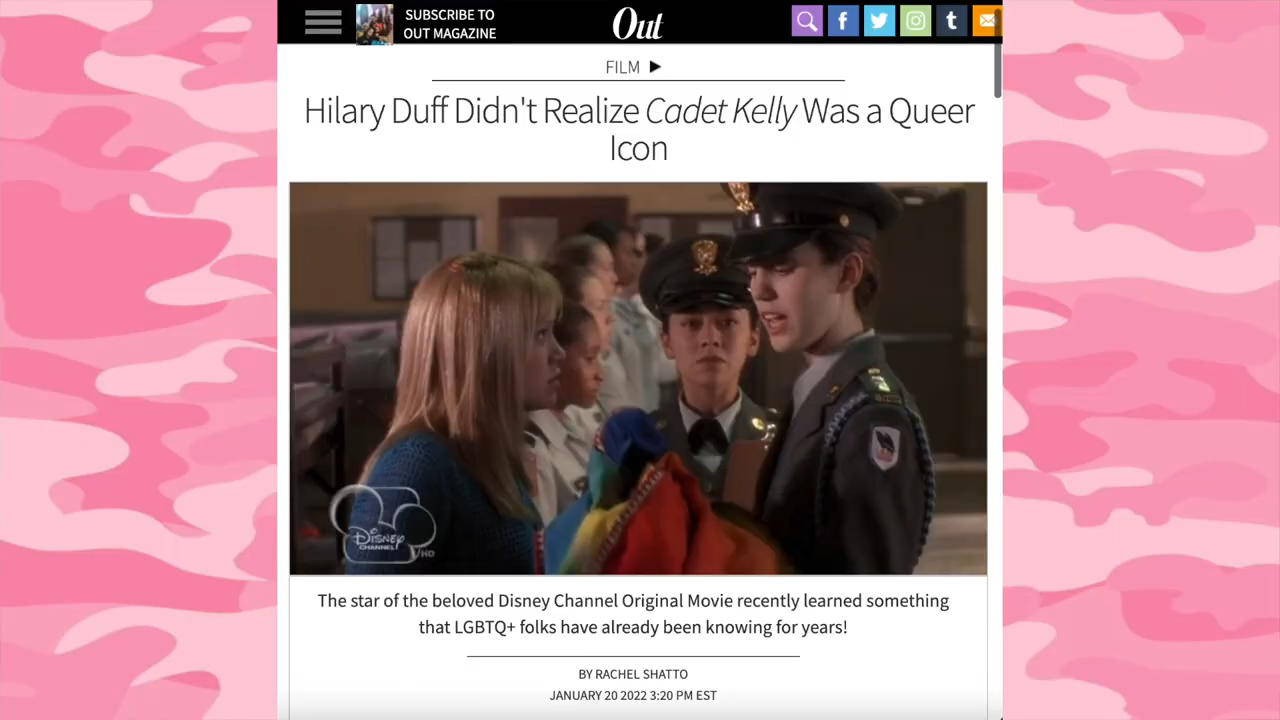 SUBSCRIBE TO
OUT MAGAZINE
Out
FILM
Hilary Duff Didn't Realize Cadet Kelly Was a Queer
Icon
DISNEY
CHANNEL
HD
The star of the beloved Disney Channel Original Movie recently learned something
that LGBTQ+ folks have already been knowing for years!
BY RACHEL SHATTO
JANUARY 20 2022 3:20 PM EST